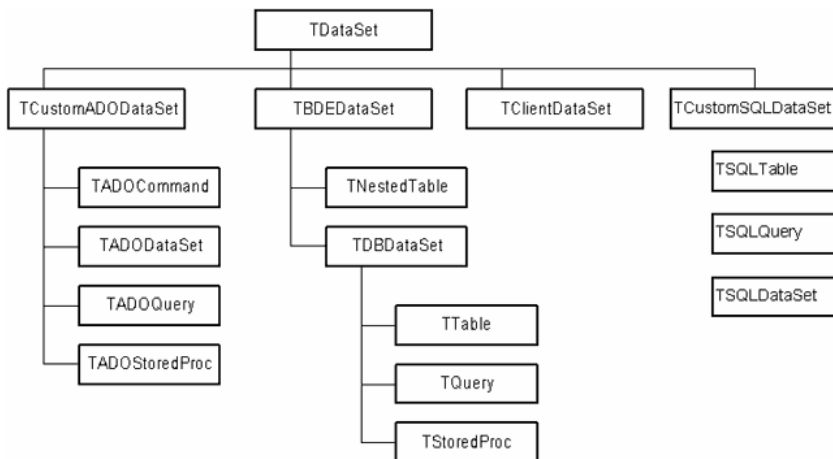 TDataSet
TCustomADODataSet
TBDEDataSet
TClientDataSet
TCustomSQLDataSet
TADOCommand
TADODataSet
TADOQuery
TADOStoredProc
TNestedTable
TDBDataSet
TTable
TQuery
TStoredProc
TSQLTable
TSQLQuery
TSQLDataSet